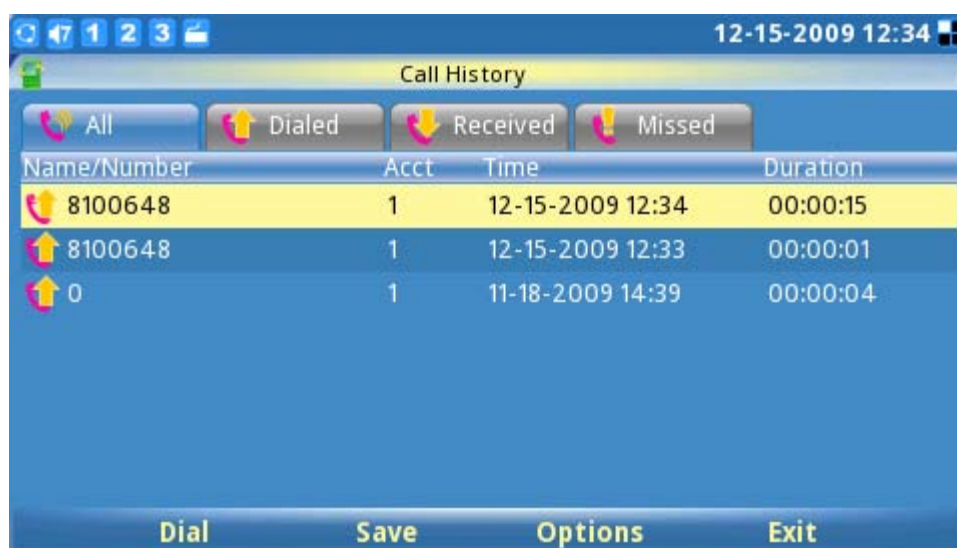 47 1 2 3 12-15-2009 12:34
Call History
All Dialed Received Missed
Name/Number Acct Time Duration
8100648 1 12-15-2009 12:34 00:00:15
8100648 1 12-15-2009 12:33 00:00:01
0 1 11-18-2009 14:39 00:00:04
Dial Save Options Exit